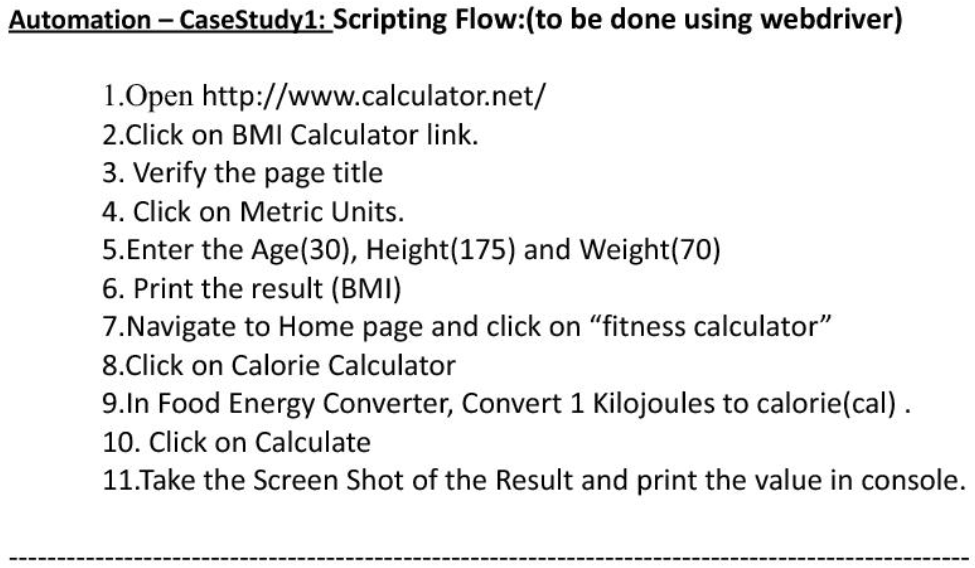 Automation – CaseStudy1: Scripting Flow:(to be done using webdriver)
1.Open http://www.calculator.net/
2.Click on BMI Calculator link.
3. Verify the page title
4. Click on Metric Units.
5.Enter the Age(30), Height(175) and Weight(70)
6. Print the result (BMI)
7.Navigate to Home page and click on “fitness calculator”
8.Click on Calorie Calculator
9.In Food Energy Converter, Convert 1 Kilojoules to calorie(cal) .
10. Click on Calculate
11.Take the Screen Shot of the Result and print the value in console.